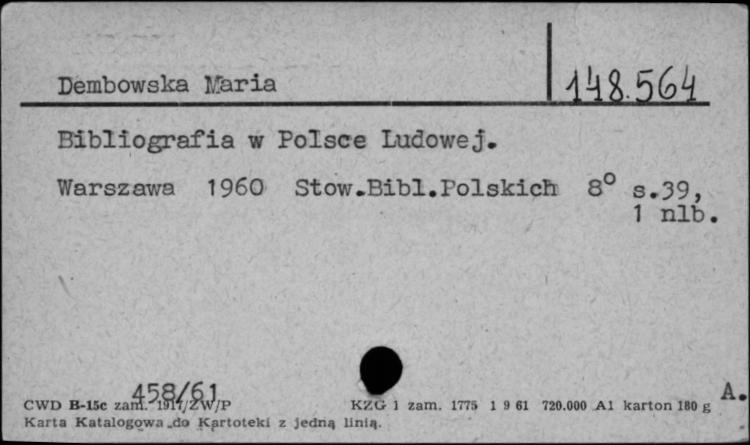 Dembowska Maria
148.564
Bibliografia w Polsce Ludowej.
Warszawa 1960 Stow.Bibl.Polskich 8° s.39,
1 nlb.
458/61
A.
CWD B-15c zam. 1917/ZW/P KZG 1 zam. 1775 1 9 61 720.000 A1 karton 180 g
Karta Katalogowa do Kartoteki z jedną linią.